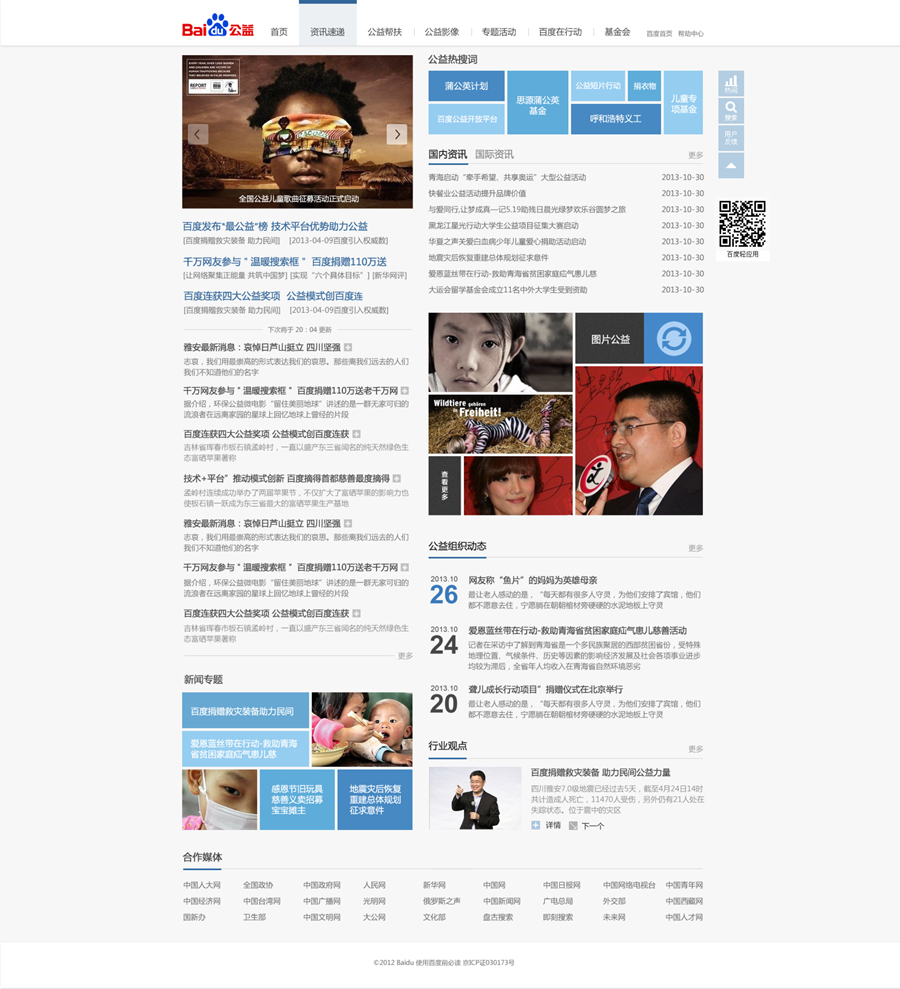 Bai du 公益
首页 资讯速递 公益帮扶 公益影像 专题活动 百度在行动 基金会 百度首页 帮助中心
REPORT
全国公益儿童歌曲征募活动正式启动
百度发布"最公益"榜 技术平台优势助力公益
[百度捐赠救灾装备 助力民间] [2013-04-09百度引入权威数]
千万网友参与＂温暖搜索框＂ 百度捐赠110万送
[让网络聚集正能量 共筑中国梦] [实现“六个具体目标”] [新华网评]
百度连获四大公益奖项 公益模式创百度连
[百度捐赠救灾装备 助力民间] [2013-04-09百度引入权威数]
下次将于 20：04 更新
雅安最新消息：哀悼日芦山挺立 四川坚强
志哀，我们用最崇高的形式表达我们的哀思。那些离我们远去的人们
我们不知道他们的名字
千万网友参与＂温暖搜索框＂ 百度捐赠110万送老千万网
据介绍，环保公益微电影“留住美丽地球”讲述的是一群无家可归的
流浪者在远离家园的星球上回忆地球上曾经的片段
百度连获四大公益奖项 公益模式创百度连获
吉林省珲春市板石镇孟岭村，一直以盛产东三省闻名的纯天然绿色生
态富硒苹果著称
技术+平台”推动模式创新 百度摘得首都慈善最度摘得
孟岭村连续成功举办了两届苹果节，不仅扩大了富硒苹果的影响力也
使板石镇一跃成为东三省最大的富硒苹果生产基地
雅安最新消息：哀悼日芦山挺立 四川坚强
志哀，我们用最崇高的形式表达我们的哀思。那些离我们远去的人们
我们不知道他们的名字
千万网友参与＂温暖搜索框＂ 百度捐赠110万送老千万网
据介绍，环保公益微电影“留住美丽地球”讲述的是一群无家可归的
流浪者在远离家园的星球上回忆地球上曾经的片段
百度连获四大公益奖项 公益模式创百度连获
吉林省珲春市板石镇孟岭村，一直以盛产东三省闻名的纯天然绿色生
态富硒苹果著称
更多
新闻专题
百度捐赠救灾装备助力民间
爱恩蓝丝带在行动-救助青海
省贫困家庭疝气患儿慈
感恩节旧玩具
慈善义卖招募
宝宝摊主
地震灾后恢复
重建总体规划
征求意件
公益热搜词
蒲公英计划
百度公益开放平台
思源蒲公英
基金
公益短片行动
捐衣物
呼和浩特义工
儿童专
项基金
国内资讯 国际资讯 更多
青海启动“牵手希望、共享奥运”大型公益活动 2013-10-30
快餐业公益活动提升品牌价值 2013-10-30
与爱同行,让梦成真—记5.19助残日晨光绿梦欢乐谷圆梦之旅 2013-10-30
黑龙江星光行动大学生公益项目征集大赛启动 2013-10-30
华夏之声关爱白血病少年儿童爱心捐助活动启动 2013-10-30
地震灾后恢复重建总体规划征求意件 2013-10-30
爱恩蓝丝带在行动-救助青海省贫困家庭疝气患儿慈 2013-10-30
大运会留学基金会成立11名中外大学生受到资助 2013-10-30
图片公益
Wildtiere gehören
in Freiheit!
查看更多
公益组织动态 更多
2013.10
26
网友称“鱼片”的妈妈为英雄母亲
最让老人感动的是，“每天都有很多人守灵，为他们安排了宾馆，他们
都不愿意去住，宁愿躺在朝朝棺材旁硬硬的水泥地板上守灵
2013.10
24
爱恩蓝丝带在行动-救助青海省贫困家庭疝气患儿慈善活动
记者在采访中了解到青海省是一个多民族聚居的西部贫困省份，受特殊
地理位置、气候条件、历史等因素的影响经济发展及社会各项事业进步
均较为滞后，全省年人均收入在青海省自然环境恶劣
2013.10
20
聋儿成长行动项目”捐赠仪式在北京举行
最让老人感动的是，“每天都有很多人守灵，为他们安排了宾馆，他们
都不愿意去住，宁愿躺在朝朝棺材旁硬硬的水泥地板上守灵
行业观点 更多
百度捐赠救灾装备 助力民间公益力量
四川雅安7.0级地震已经过去5天，截至4月24日14时
共计造成人死亡，11470人受伤，另外仍有21人处在
失踪状态。位于震中的灾区
详情 下一个
热词
搜索
用户
反馈
百度轻应用
合作媒体
中国人大网 全国政协 中国政府网 人民网 新华网 中国网 中国日报网 中国网络电视台 中国青年网
中国经济网 中国台湾网 中国广播网 光明网 俄罗斯之声 中国新闻网 广电总局 外交部 中国西藏网
国新办 卫生部 中国文明网 大公网 文化部 盘古搜索 即刻搜索 未来网 中国人才网
©2012 Baidu 使用百度前必读 京ICP证030173号